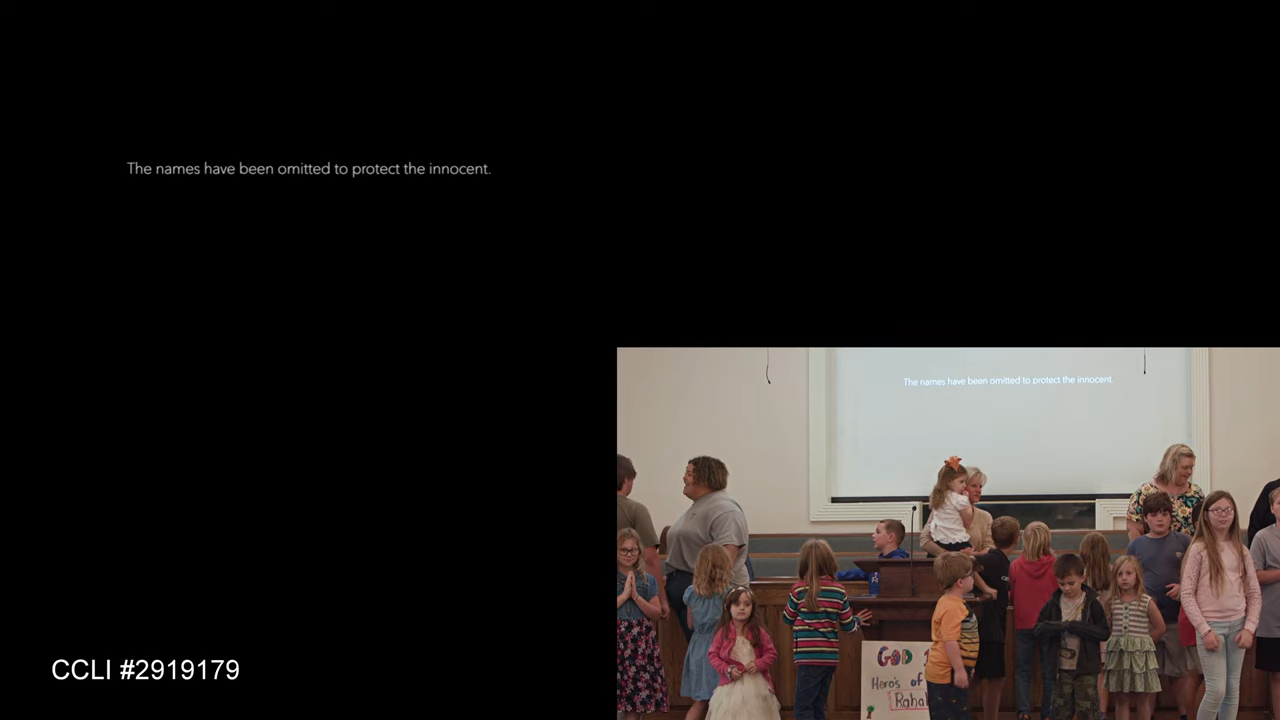 The names have been omitted to protect the innocent.
The names have been omitted to protect the innocent.
GOD
Hero's of
Rahab
CCLI #2919179